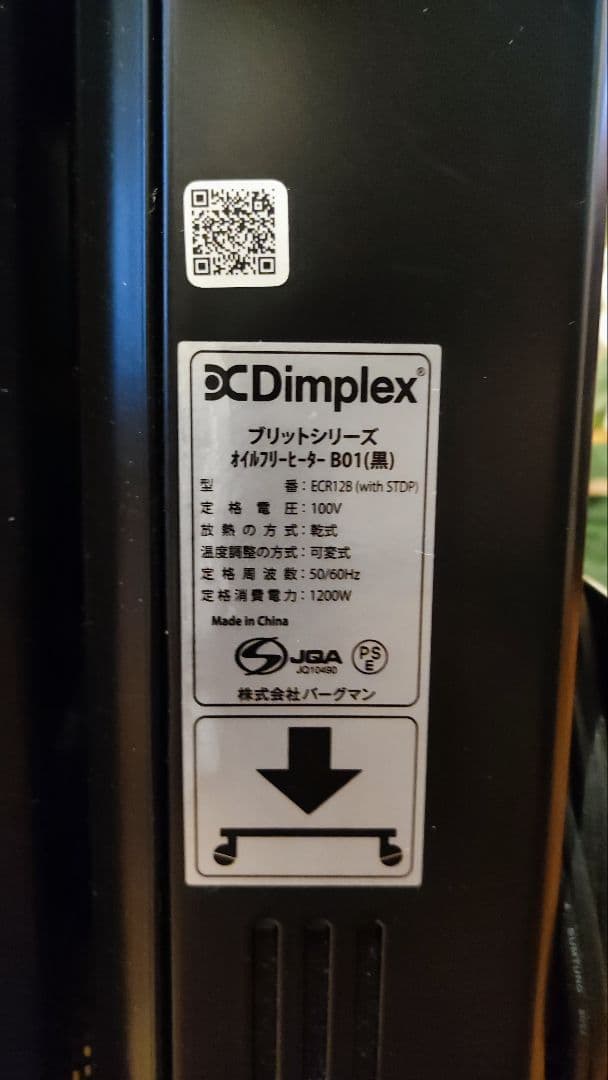 Dimplex®
ブリットシリーズ
オイルフリーヒーター B01(黒)
型番：ECR12B (with STDP)
定格電圧：100V
放熱の方式：乾式
温度調整の方式：可変式
定格周波数：50/60Hz
定格消費電力：1200W
Made in China
S JQA PSE
JQ10490
株式会社バーグマン